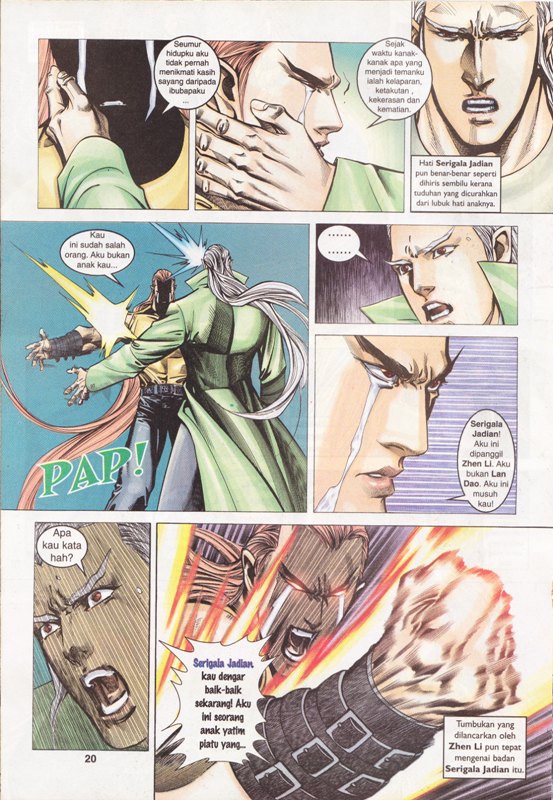 Seumur
hidupku aku
tidak pernah
menikmati kasih
sayang daripada
ibubapaku
...
Sejak
waktu kanak-
kanak apa yang
menjadi temanku
ialah kelaparan,
ketakutan ,
kekerasan dan
kematian.
Hati Serigala Jadian
pun benar-benar seperti
dihiris sembilu kerana
tuduhan yang dicurahkan
dari lubuk hati anaknya.
Kau
ini sudah salah
orang. Aku bukan
anak kau...
PAP!
......
......
Serigala
Jadian!
Aku ini
dipanggil
Zhen Li. Aku
bukan Lan
Dao. Aku ini
musuh
kau!
Apa
kau kata
hah?
Serigala Jadian
kau dengar
baik-baik
sekarang! Aku
ini seorang
anak yatim
piatu yang...
Tumbukan yang
dilancarkan oleh
Zhen Li pun tepat
mengenai badan
Serigala Jadian itu.
20